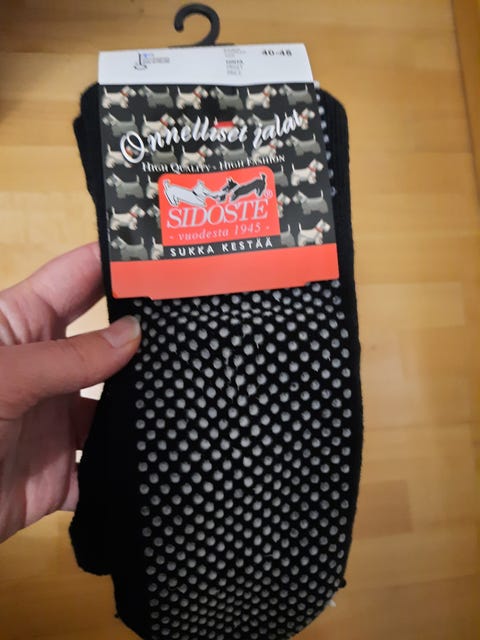 40-46
Onnelliset jalat
HIGH QUALITY - HIGH FASHION
SIDOSTE®
- vuodesta 1945 -
SUKKA KESTÄÄ